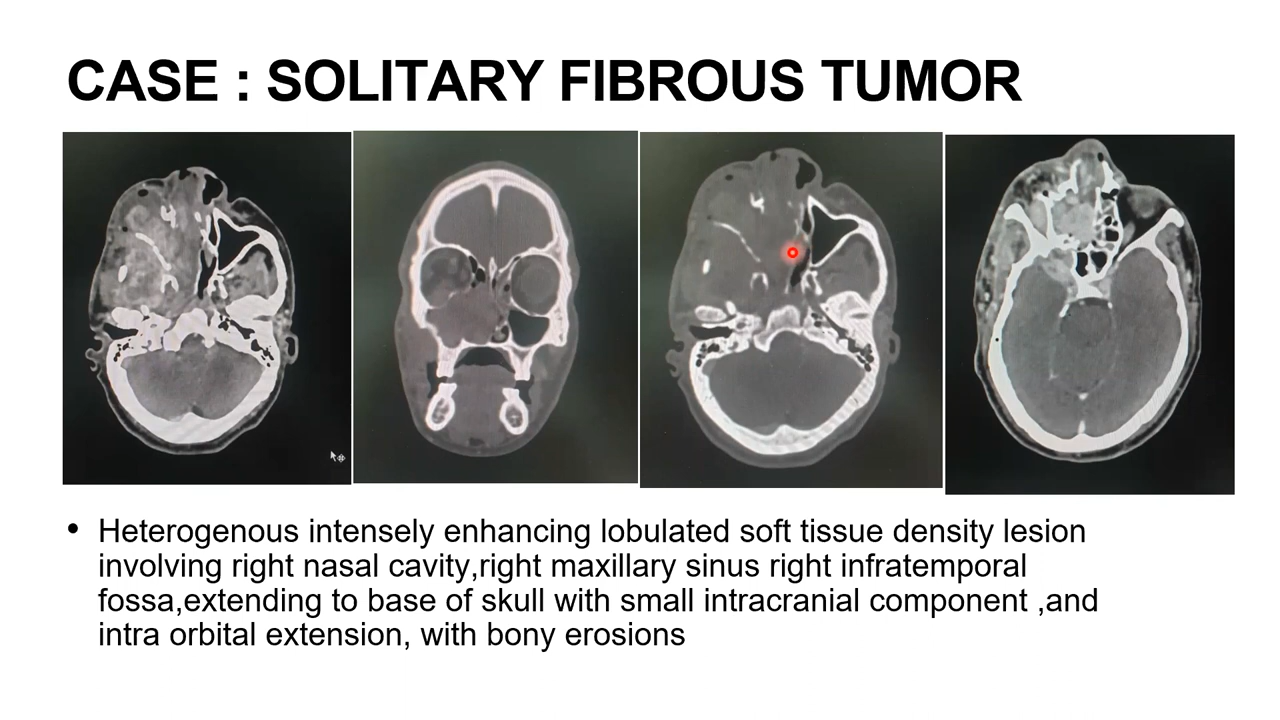 CASE : SOLITARY FIBROUS TUMOR
• Heterogenous intensely enhancing lobulated soft tissue density lesion
involving right nasal cavity,right maxillary sinus right infratemporal
fossa,extending to base of skull with small intracranial component ,and
intra orbital extension, with bony erosions